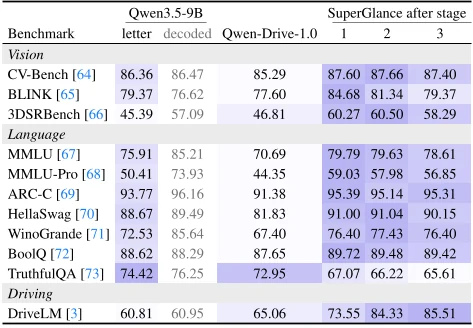 Qwen3.5-9B SuperGlance after stage
Benchmark letter decoded Qwen-Drive-1.0 1 2 3
Vision
CV-Bench [64] 86.36 86.47 85.29 87.60 87.66 87.40
BLINK [65] 79.37 76.62 77.60 84.68 81.34 79.37
3DSRBench [66] 45.39 57.09 46.81 60.27 60.50 58.29
Language
MMLU [67] 75.91 85.21 70.69 79.79 79.63 78.61
MMLU-Pro [68] 50.41 73.93 44.35 59.03 57.98 56.85
ARC-C [69] 93.77 96.16 91.38 95.39 95.14 95.31
HellaSwag [70] 88.67 89.49 81.83 91.00 91.04 90.15
WinoGrande [71] 72.53 85.64 67.40 76.40 77.43 76.40
BoolQ [72] 88.62 88.29 87.65 89.72 89.48 89.42
TruthfulQA [73] 74.42 76.25 72.95 67.07 66.22 65.61
Driving
DriveLM [3] 60.81 60.95 65.06 73.55 84.33 85.51